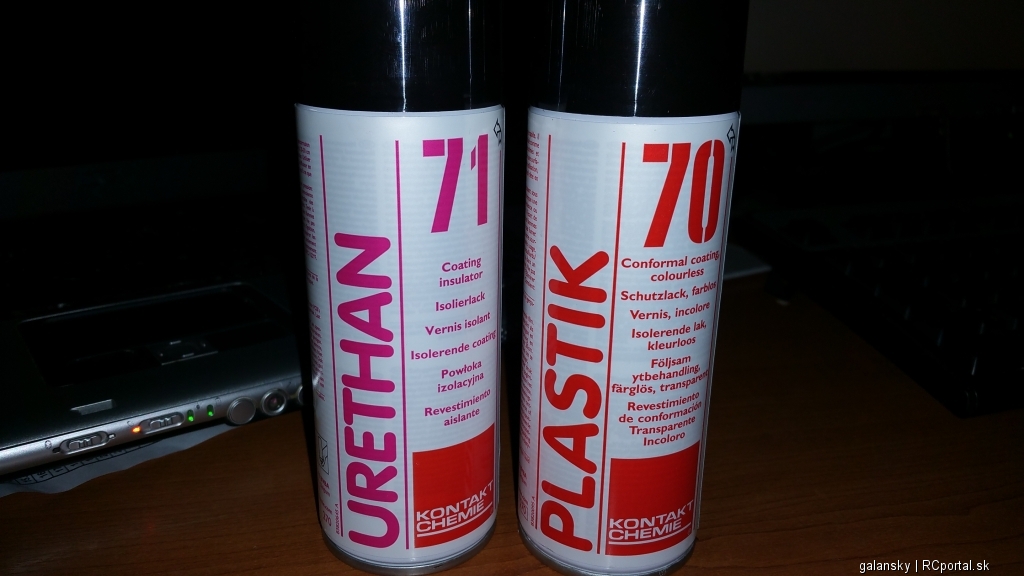 URETHAN
71
Coating
insulator
Isolierlack
Vernis isolant
Isolerende coating
Powłoka
izolacyjna
Revestimiento
aislante
KONTAKT
CHEMIE
PLASTIK
70
Conformal coating,
colourless
Schutzlack, farblos
Vernis, incolore
Isolerende lak,
kleurloos
Följsam
ytbehandling,
färglös, transparent
Revestimiento
de conformación
Transparente
Incoloro
KONTAKT
CHEMIE
galansky | RCportal.sk